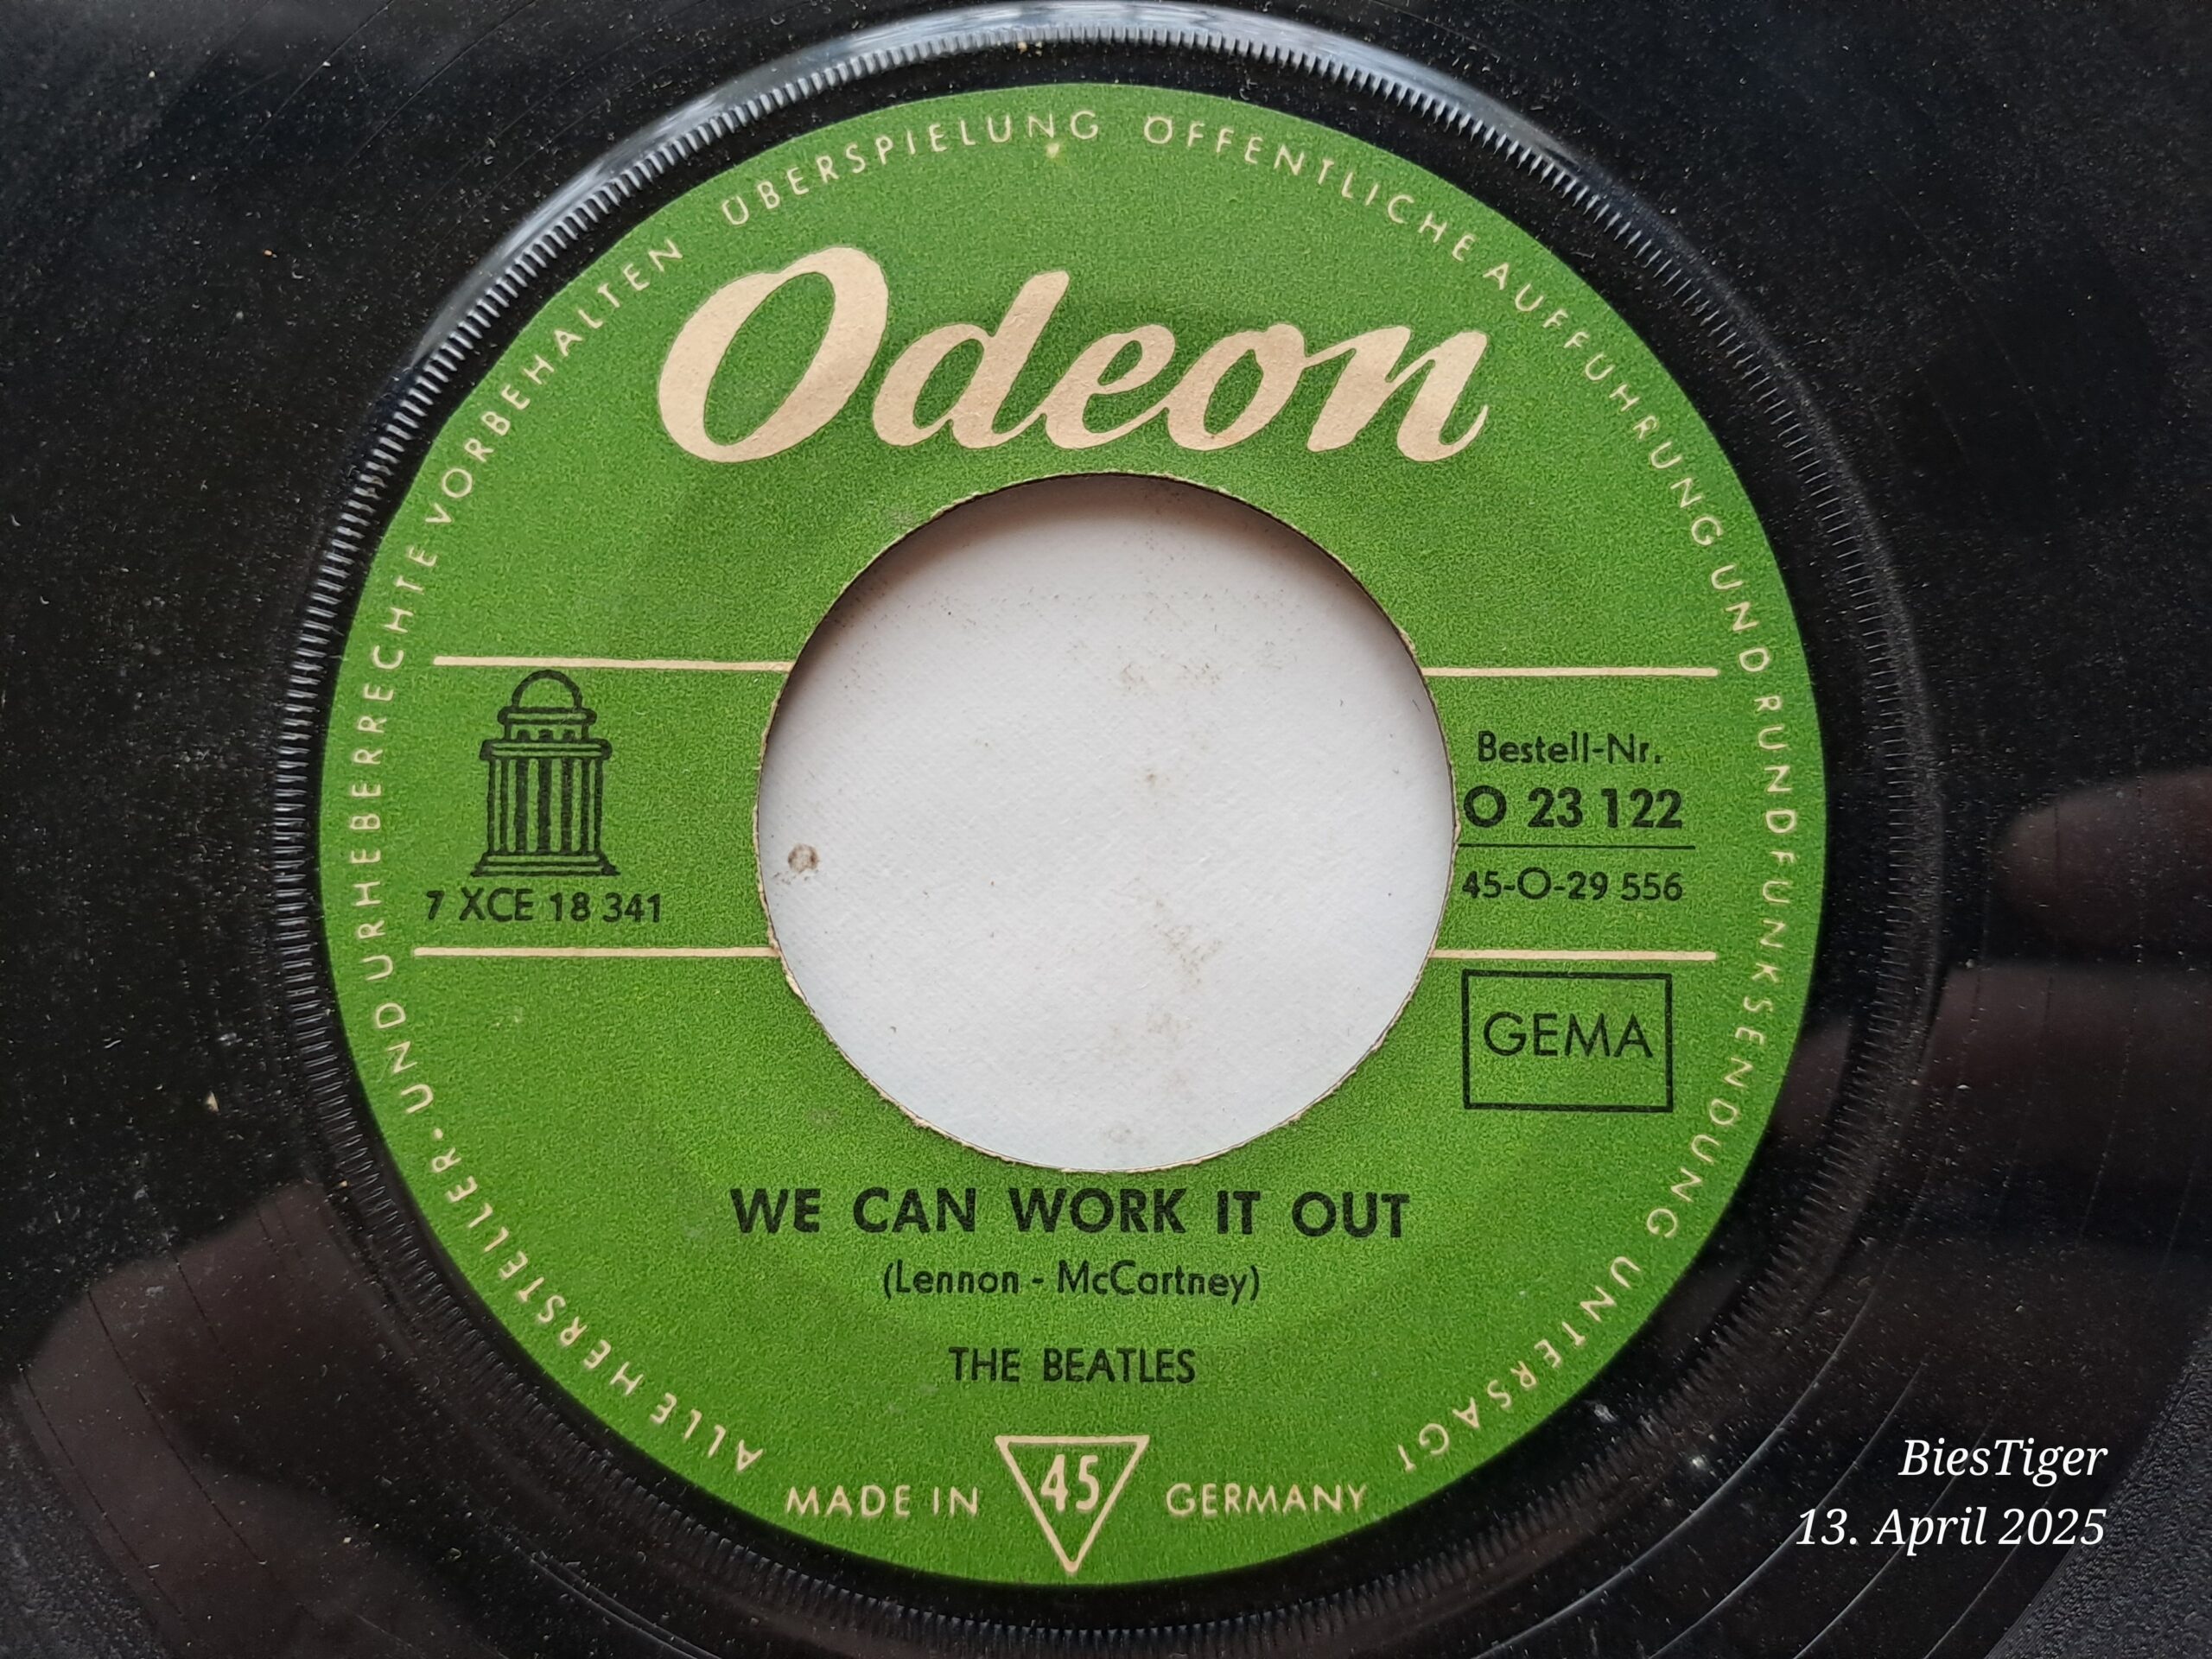 ALLE HERSTELLER- UND URHEBERRECHTE VORBEHALTEN ÜBERSPIELUNG ÖFFENTLICHE AUFFÜHRUNG UND RUNDFUNKSENDUNG UNTERSAGT
Odeon
7 XCE 18 341
Bestell-Nr.
O 23 122
45-O-29 556
GEMA
WE CAN WORK IT OUT
(Lennon - McCartney)
THE BEATLES
MADE IN 45 GERMANY
BiesTiger
13. April 2025